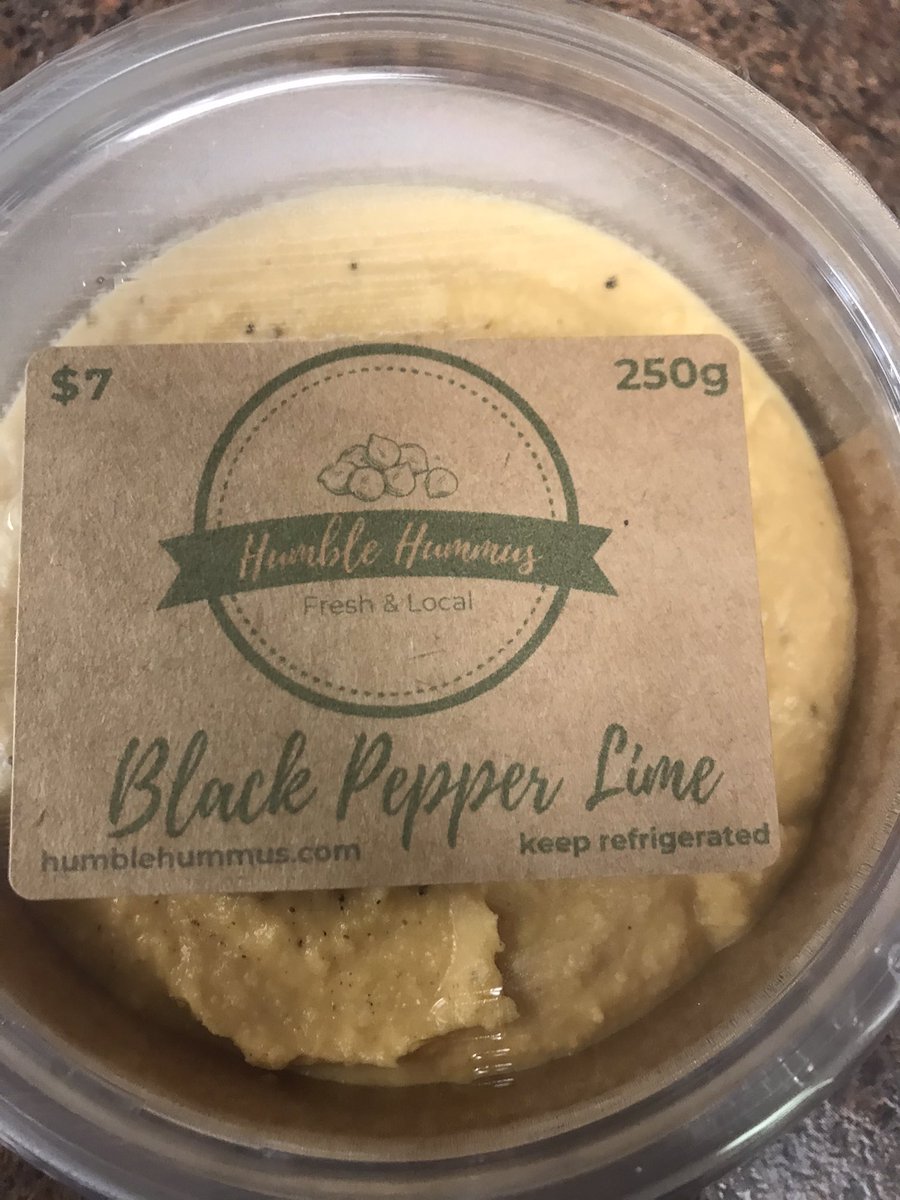 $7
250g
Humble Hummus
Fresh & Local
Black Pepper Lime
humblehummus.com
keep refrigerated